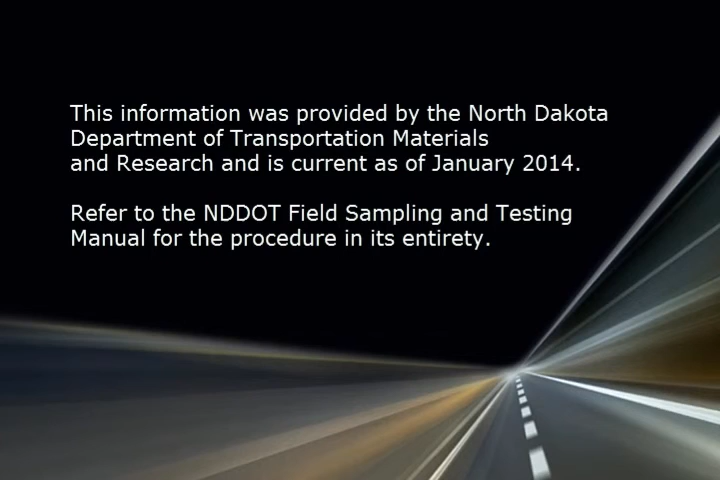 This information was provided by the North Dakota
Department of Transportation Materials
and Research and is current as of January 2014.
Refer to the NDDOT Field Sampling and Testing
Manual for the procedure in its entirety.